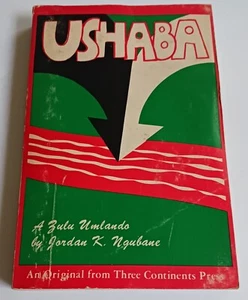 USHABA
A Zulu Umlando
by Jordan K. Ngubane
An Original from Three Continents Press